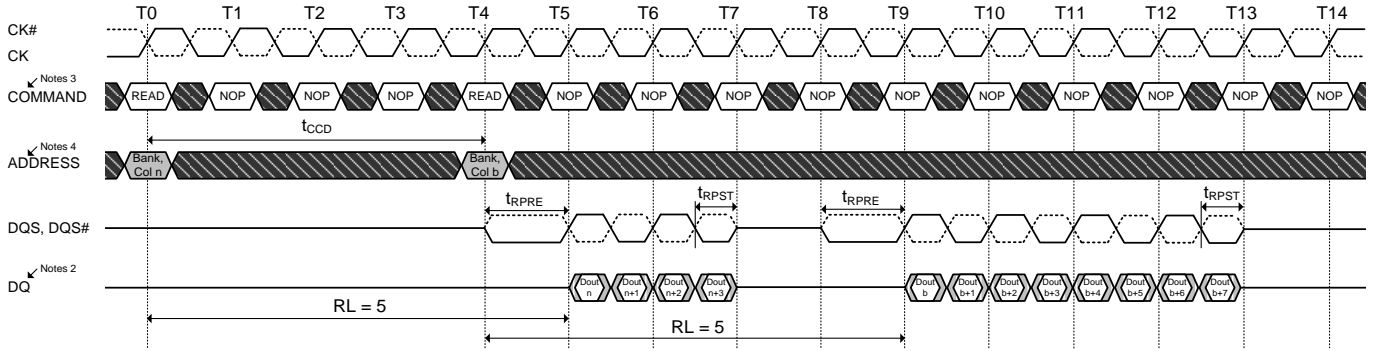 T0 T1 T2 T3 T4 T5 T6 T7 T8 T9 T10 T11 T12 T13 T14
CK#
CK
Notes 3
COMMAND READ NOP NOP NOP READ NOP NOP NOP NOP NOP NOP NOP NOP NOP NOP
tCCD
Notes 4
ADDRESS
Bank, Bank,
Col n Col b
tRPRE tRPST tRPRE tRPST
DQS, DQS#
Notes 2
DQ
Dout Dout Dout Dout Dout Dout Dout Dout Dout Dout Dout Dout
n n+1 n+2 n+3 b b+1 b+2 b+3 b+4 b+5 b+6 b+7
RL = 5
RL = 5